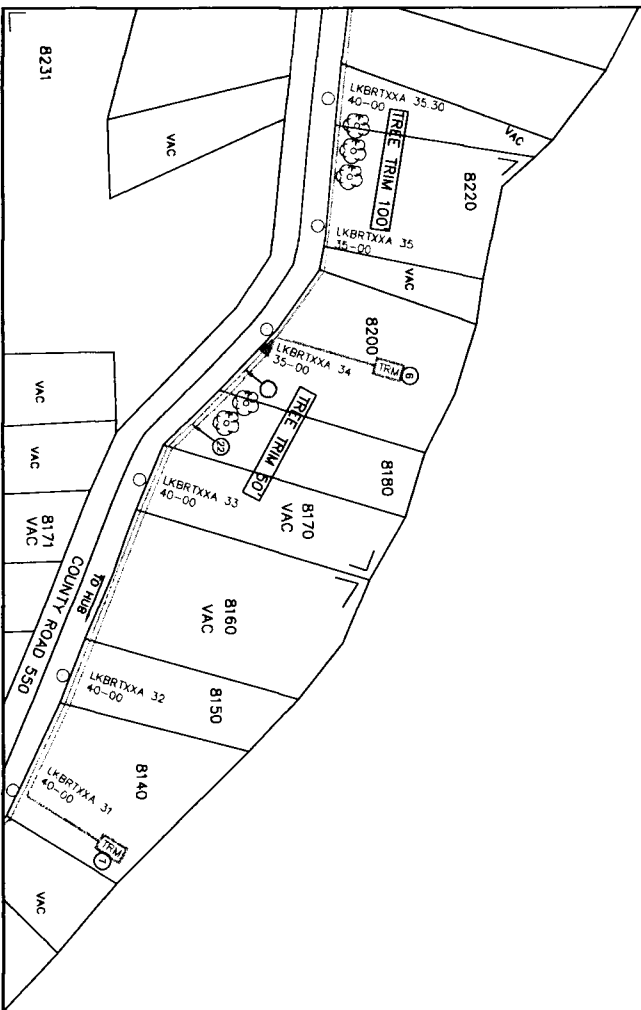 8231
VAC
LKBRTXXA 35.30
40-00
TREE TRIM 100'
VAC
8220
LKBRTXXA 35
35-00
VAC
8200
TRM
6
LKBRTXXA 34
35-00
TREE TRIM 50'
22
8180
VAC
VAC
8171
VAC
LKBRTXXA 33
40-00
8170
VAC
8160
VAC
TO HUB
COUNTY ROAD 550
LKBRTXXA 32
40-00
8150
8140
LKBRTXXA 31
40-00
TRM
1
VAC